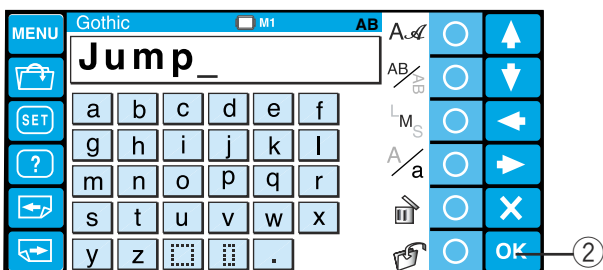 MENU Gothic M1 AB
Jump_
SET
?
a b c d e f
g h i j k l
m n o p q r
s t u v w x
y z .
A A
AB/AB
L M S
A/a
X
OK 2